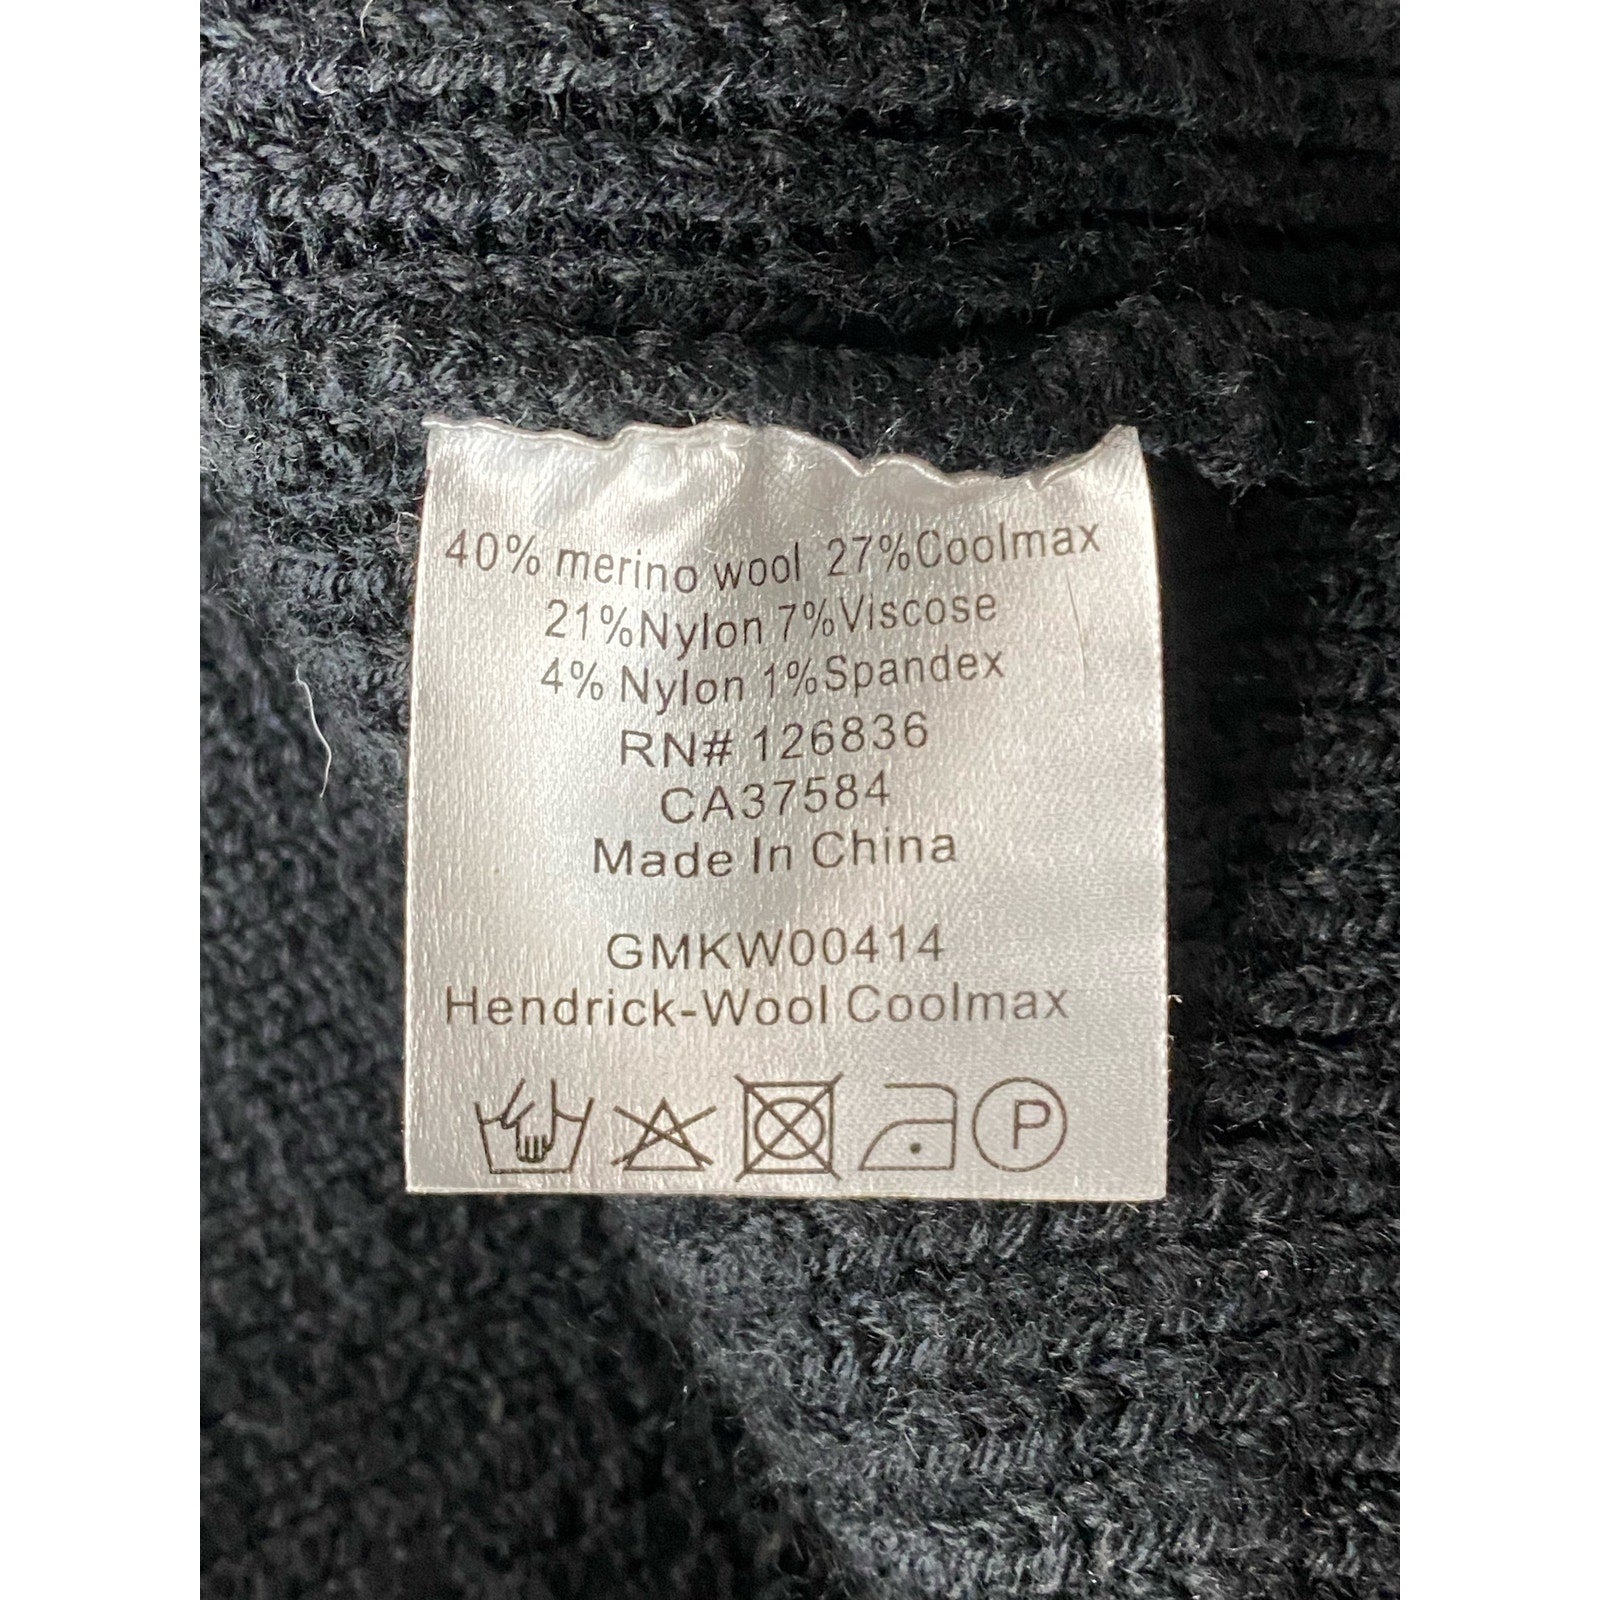 40% merino wool 27%Coolmax
21%Nylon 7%Viscose
4% Nylon 1%Spandex
RN# 126836
CA37584
Made In China
GMKW00414
Hendrick-Wool Coolmax
P